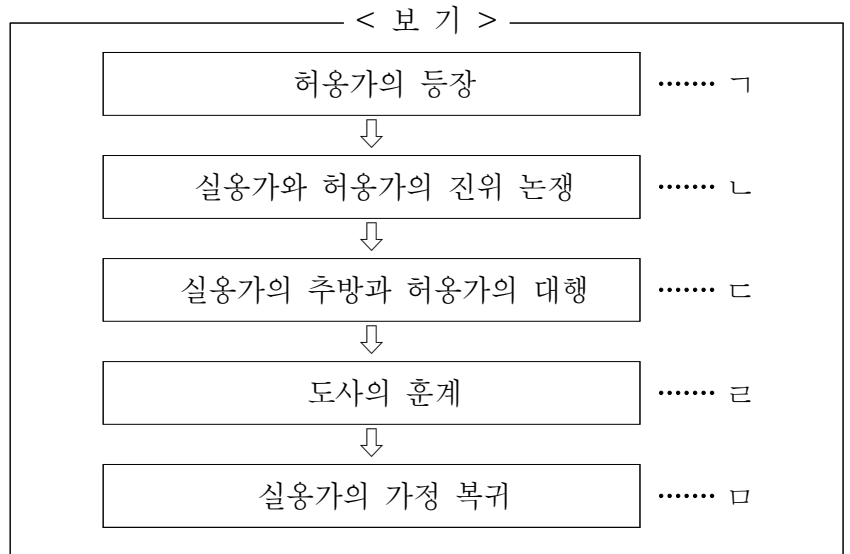 < 보 기 >
허옹가의 등장 ······· ㄱ
실옹가와 허옹가의 진위 논쟁 ······· ㄴ
실옹가의 추방과 허옹가의 대행 ······· ㄷ
도사의 훈계 ······· ㄹ
실옹가의 가정 복귀 ······· ㅁ